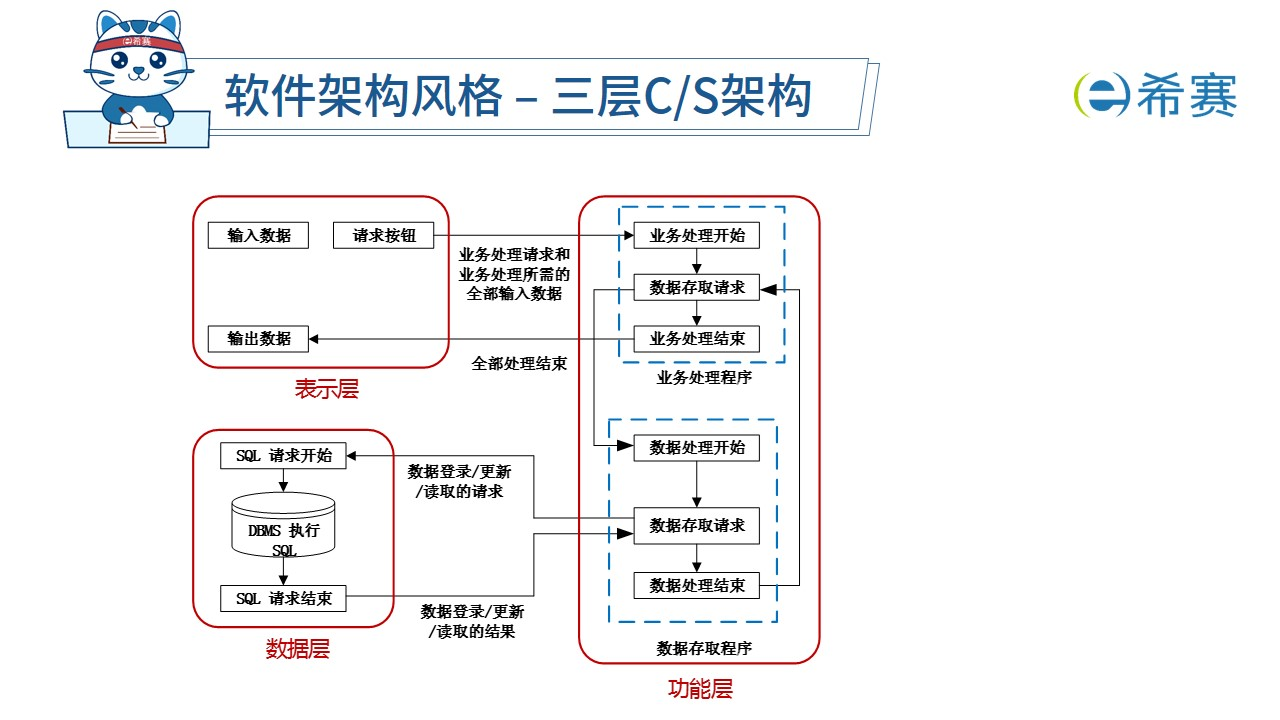 希赛
软件架构风格 – 三层C/S架构
希赛
输入数据
请求按钮
业务处理请求和
业务处理所需的
全部输入数据
业务处理开始
数据存取请求
输出数据
业务处理结束
全部处理结束
业务处理程序
表示层
SQL 请求开始
数据登录/更新
/读取的请求
数据处理开始
DBMS 执行
SQL
数据存取请求
SQL 请求结束
数据登录/更新
/读取的结果
数据处理结束
数据层
数据存取程序
功能层